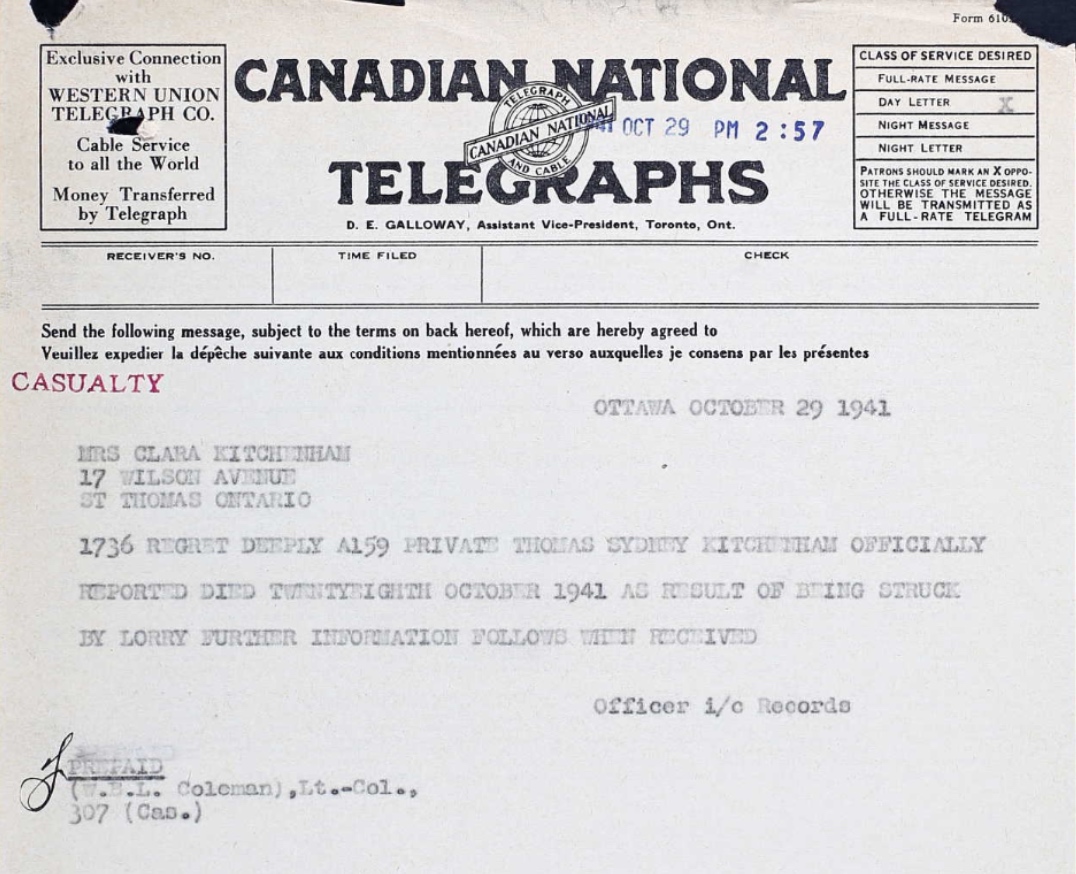 Form 610
Exclusive Connection
with
WESTERN UNION
TELEGRAPH CO.
Cable Service
to all the World
Money Transferred
by Telegraph
CANADIAN NATIONAL
TELEGRAPH
CANADIAN NATIONAL
AND CABLE
41 OCT 29 PM 2:57
TELEGRAPHS
D. E. GALLOWAY, Assistant Vice-President, Toronto, Ont.
CLASS OF SERVICE DESIRED
FULL-RATE MESSAGE
DAY LETTER X
NIGHT MESSAGE
NIGHT LETTER
PATRONS SHOULD MARK AN X OPPO-
SITE THE CLASS OF SERVICE DESIRED.
OTHERWISE THE MESSAGE
WILL BE TRANSMITTED AS
A FULL-RATE TELEGRAM
RECEIVER'S NO. TIME FILED CHECK
Send the following message, subject to the terms on back hereof, which are hereby agreed to
Veuillez expedier la dépêche suivante aux conditions mentionnées au verso auxquelles je consens par les présentes
CASUALTY
OTTAWA OCTOBER 29 1941
MRS CLARA KITCHENHAM
17 WILSON AVENUE
ST THOMAS ONTARIO
1736 REGRET DEEPLY A159 PRIVATE THOMAS SYDNEY KITCHENHAM OFFICIALLY
REPORTED DIED TWENTYEIGHTH OCTOBER 1941 AS RESULT OF BEING STRUCK
BY LORRY FURTHER INFORMATION FOLLOWS WHEN RECEIVED
Officer i/c Records
PREPAID
(W.E.L. Coleman),Lt.-Col.,
307 (Cas.)